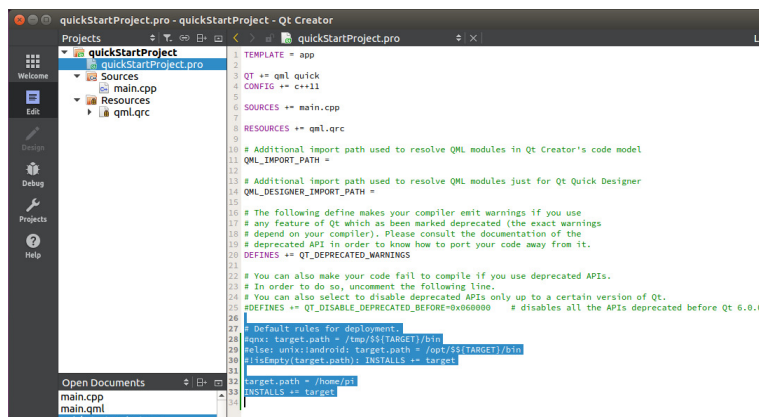 quickStartProject.pro - quickStartProject - Qt Creator
Projects
quickStartProject.pro
L
quickStartProject
quickStartProject.pro
Sources
main.cpp
Resources
qml.qrc
Welcome
Edit
Design
Debug
Projects
Help
1 TEMPLATE = app
2
3 QT += qml quick
4 CONFIG += c++11
5
6 SOURCES += main.cpp
7
8 RESOURCES += qml.qrc
9
10 # Additional import path used to resolve QML modules in Qt Creator's code model
11 QML_IMPORT_PATH =
12
13 # Additional import path used to resolve QML modules just for Qt Quick Designer
14 QML_DESIGNER_IMPORT_PATH =
15
16 # The following define makes your compiler emit warnings if you use
17 # any feature of Qt which as been marked deprecated (the exact warnings
18 # depend on your compiler). Please consult the documentation of the
19 # deprecated API in order to know how to port your code away from it.
20 DEFINES += QT_DEPRECATED_WARNINGS
21
22 # You can also make your code fail to compile if you use deprecated APIs.
23 # In order to do so, uncomment the following line.
24 # You can also select to disable deprecated APIs only up to a certain version of Qt.
25 #DEFINES += QT_DISABLE_DEPRECATED_BEFORE=0x060000    # disables all the APIs deprecated before Qt 6.0.0
26
27 # Default rules for deployment.
28 #qnx: target.path = /tmp/$${TARGET}/bin
29 #else: unix:!android: target.path = /opt/$${TARGET}/bin
30 #!isEmpty(target.path): INSTALLS += target
31
32 target.path = /home/pi
33 INSTALLS += target
34
Open Documents
main.cpp
main.qml